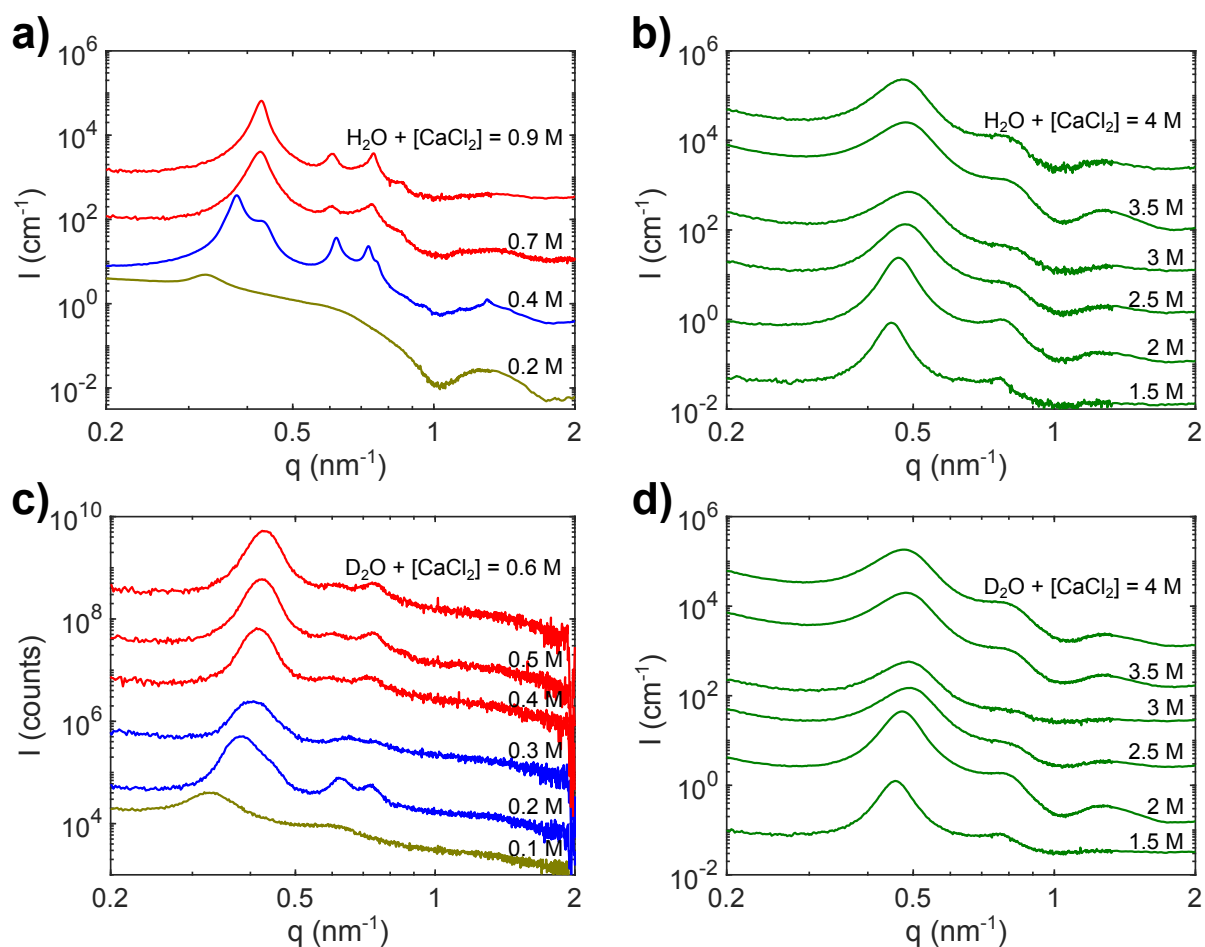 a)
10^6
10^4
10^2
10^0
10^-2
I (cm^-1)
H2O + [CaCl2] = 0.9 M
0.7 M
0.4 M
0.2 M
0.2
0.5
1
2
q (nm^-1)
b)
10^6
10^4
10^2
10^0
10^-2
I (cm^-1)
H2O + [CaCl2] = 4 M
3.5 M
3 M
2.5 M
2 M
1.5 M
0.2
0.5
1
2
q (nm^-1)
c)
10^10
10^8
10^6
10^4
I (counts)
D2O + [CaCl2] = 0.6 M
0.5 M
0.4 M
0.3 M
0.2 M
0.1 M
0.2
0.5
1
2
q (nm^-1)
d)
10^6
10^4
10^2
10^0
10^-2
I (cm^-1)
D2O + [CaCl2] = 4 M
3.5 M
3 M
2.5 M
2 M
1.5 M
0.2
0.5
1
2
q (nm^-1)